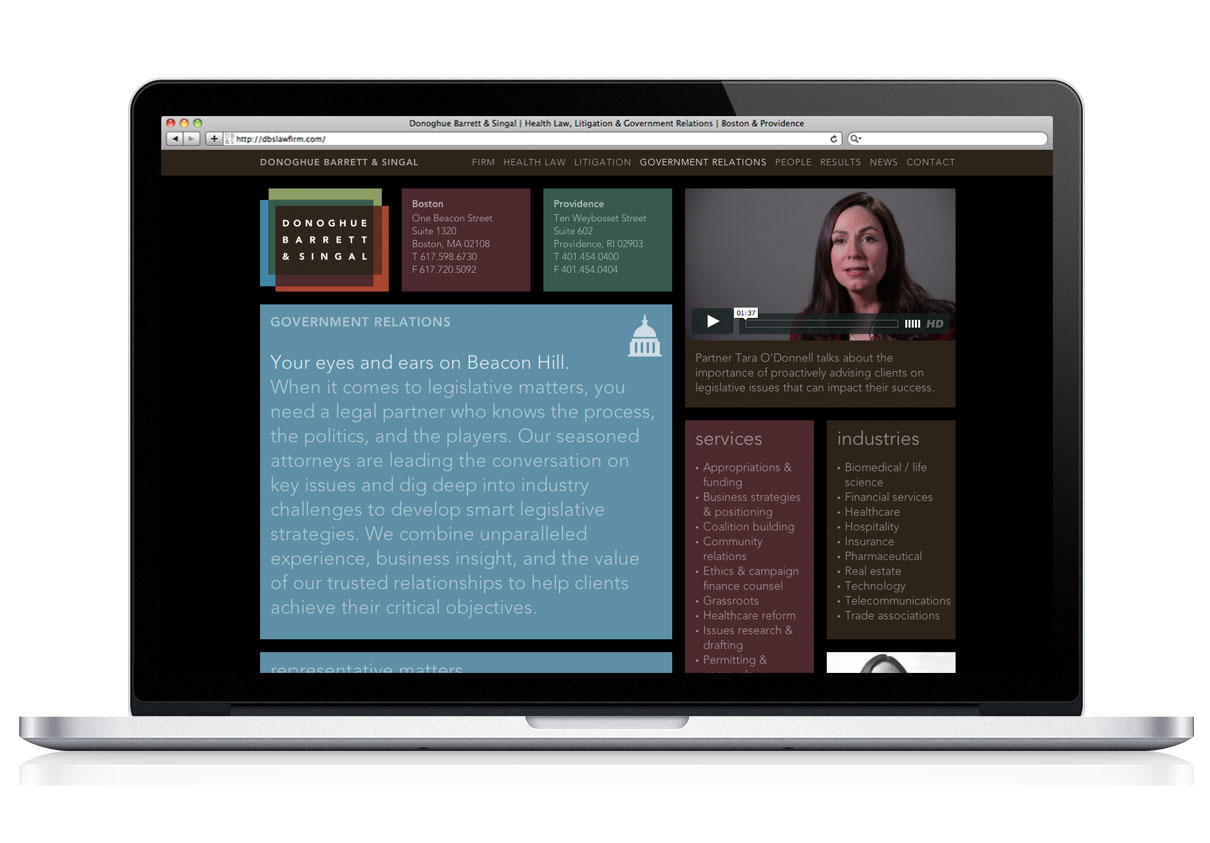 Donoghue Barrett & Singal | Health Law, Litigation & Government Relations | Boston & Providence
http://dbslawfirm.com/
DONOGHUE BARRETT & SINGAL FIRM HEALTH LAW LITIGATION GOVERNMENT RELATIONS PEOPLE RESULTS NEWS CONTACT
DONOGHUE
BARRETT
& SINGAL
Boston
One Beacon Street
Suite 1320
Boston, MA 02108
T 617.598.6730
F 617.720.5092
Providence
Ten Weybosset Street
Suite 602
Providence, RI 02903
T 401.454.0400
F 401.454.0404
01:37
HD
Partner Tara O'Donnell talks about the
importance of proactively advising clients on
legislative issues that can impact their success.
GOVERNMENT RELATIONS
Your eyes and ears on Beacon Hill.
When it comes to legislative matters, you
need a legal partner who knows the process,
the politics, and the players. Our seasoned
attorneys are leading the conversation on
key issues and dig deep into industry
challenges to develop smart legislative
strategies. We combine unparalleled
experience, business insight, and the value
of our trusted relationships to help clients
achieve their critical objectives.
representative matters
services
• Appropriations &
funding
• Business strategies
& positioning
• Coalition building
• Community
relations
• Ethics & campaign
finance counsel
• Grassroots
• Healthcare reform
• Issues research &
drafting
• Permitting &
industries
• Biomedical / life
science
• Financial services
• Healthcare
• Hospitality
• Insurance
• Pharmaceutical
• Real estate
• Technology
• Telecommunications
• Trade associations